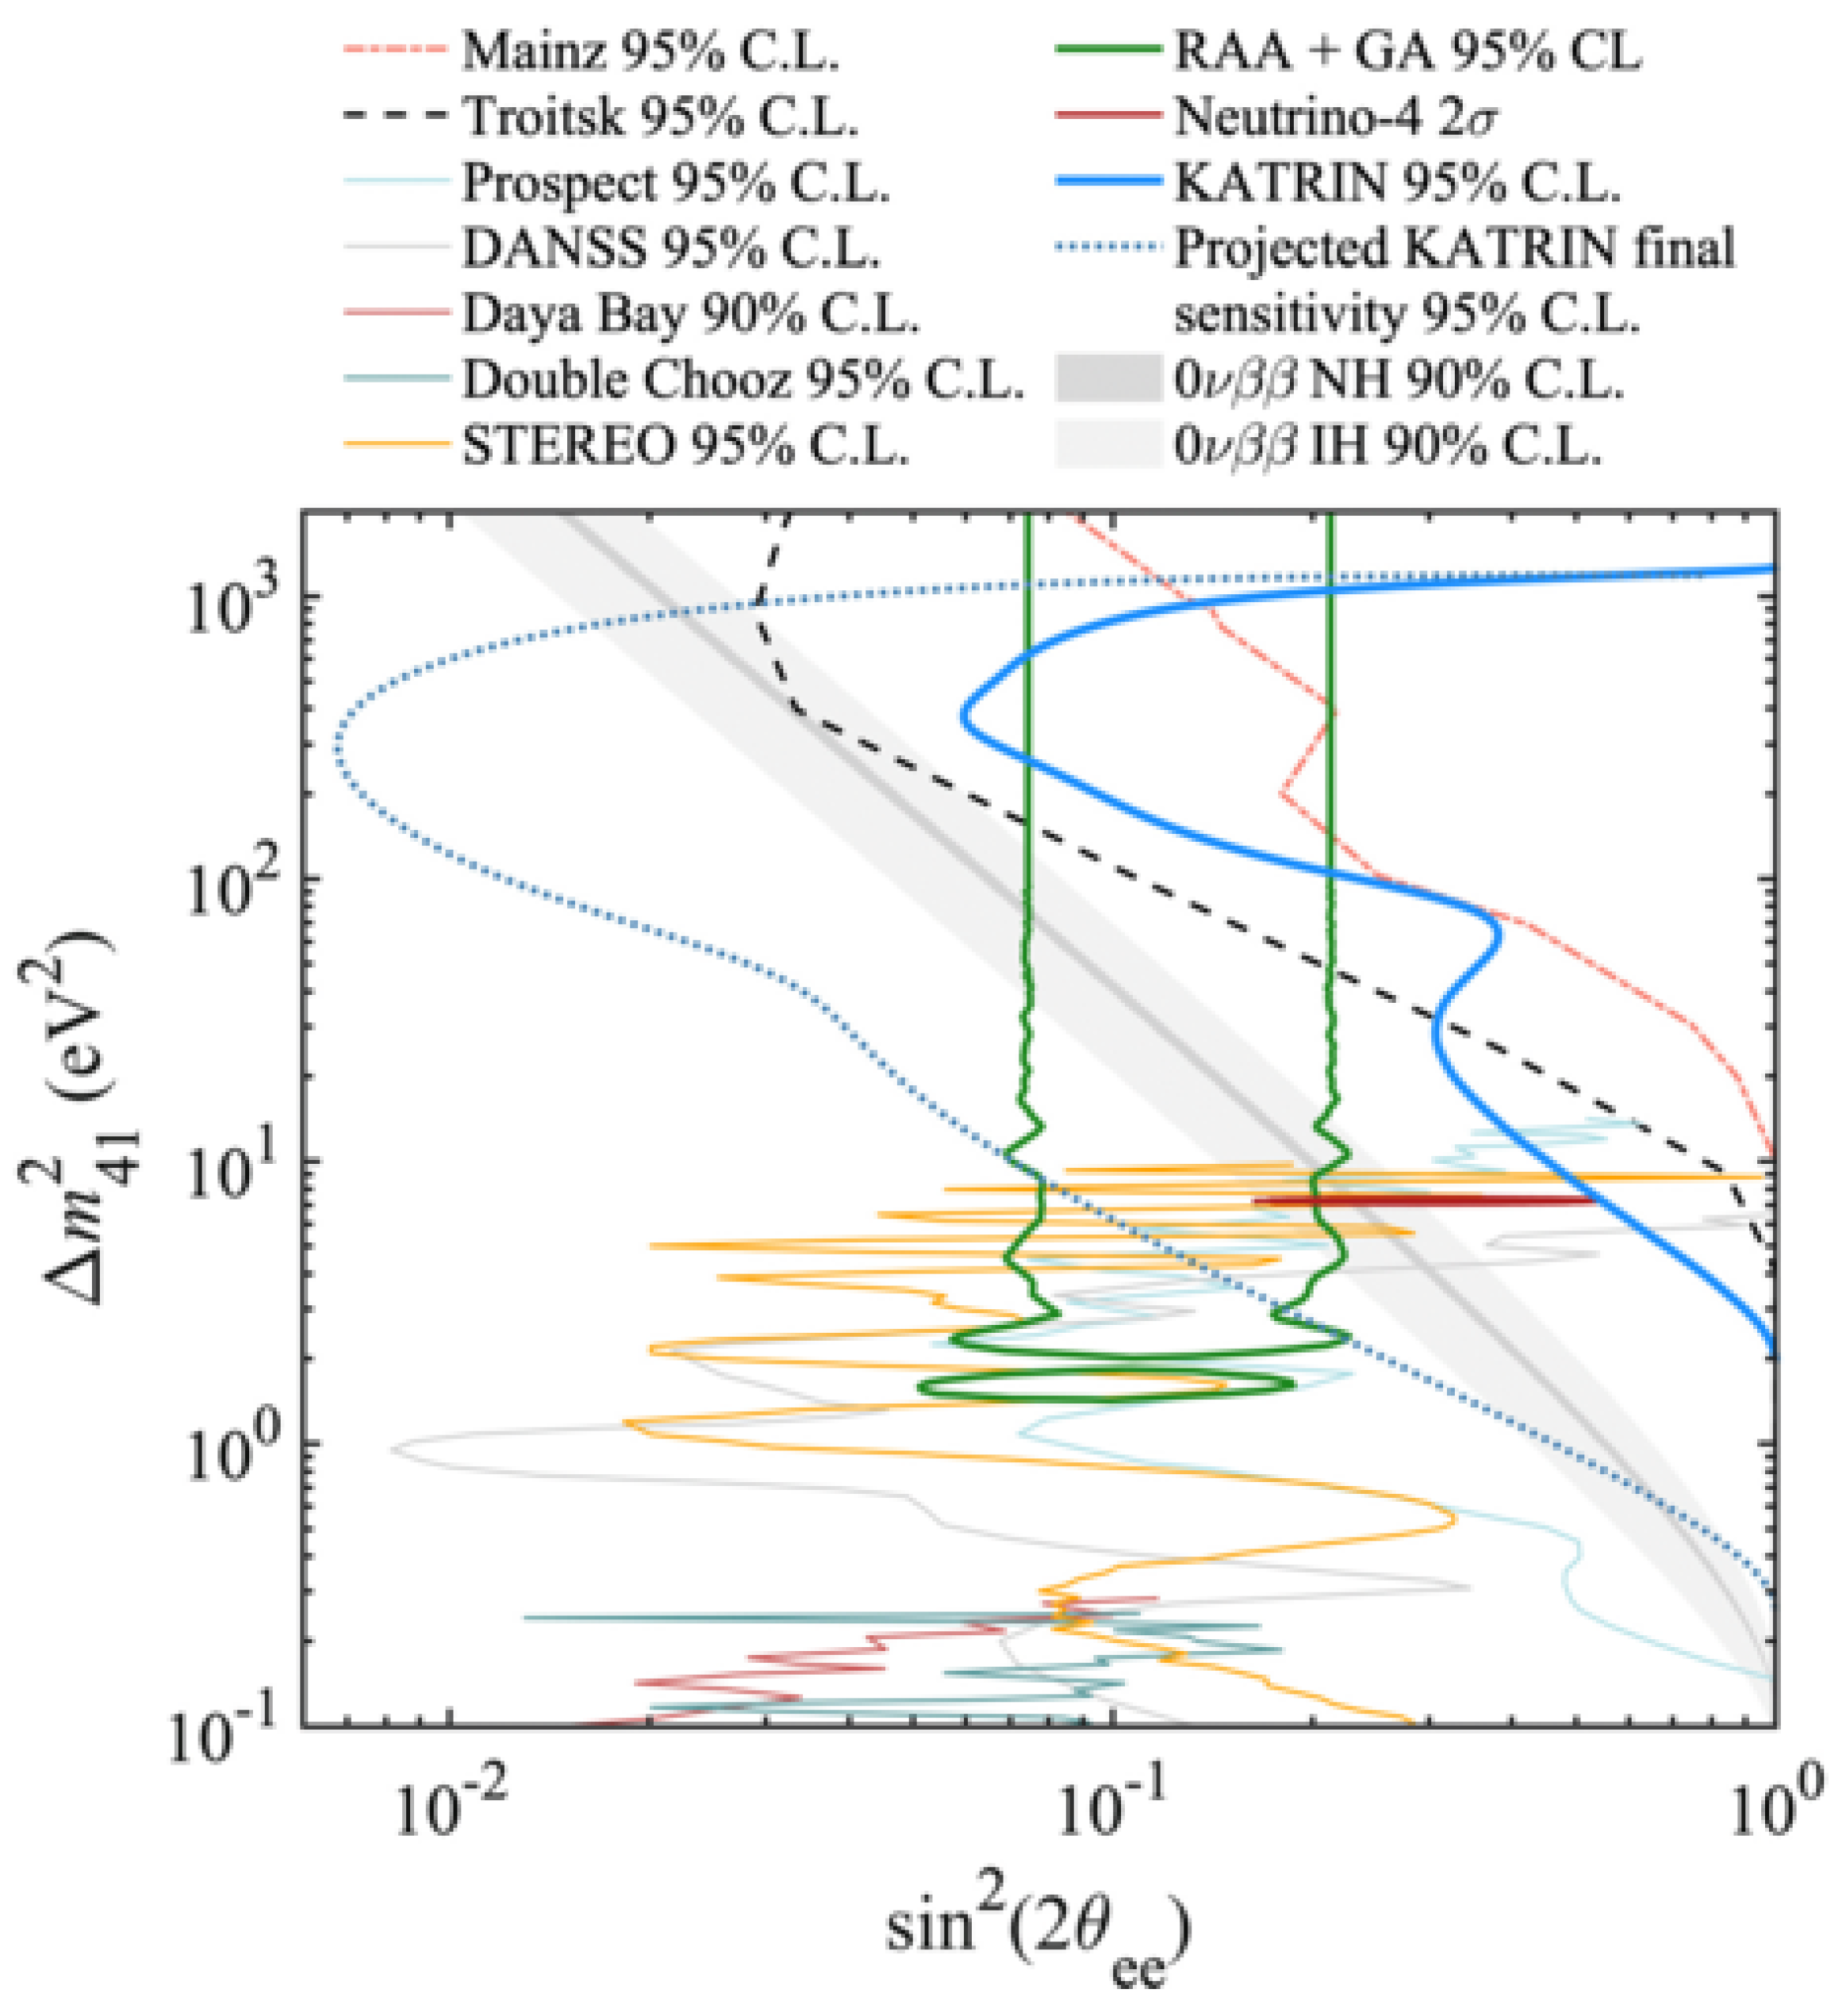 Mainz 95% C.L.
Troitsk 95% C.L.
Prospect 95% C.L.
DANSS 95% C.L.
Daya Bay 90% C.L.
Double Chooz 95% C.L.
STEREO 95% C.L.
RAA + GA 95% CL
Neutrino-4 2σ
KATRIN 95% C.L.
Projected KATRIN final
sensitivity 95% C.L.
0νββ NH 90% C.L.
0νββ IH 90% C.L.
10³
10²
10¹
10⁰
10⁻¹
Δm²₄₁ (eV²)
10⁻² 10⁻¹ 10⁰
sin²(2θₑₑ)